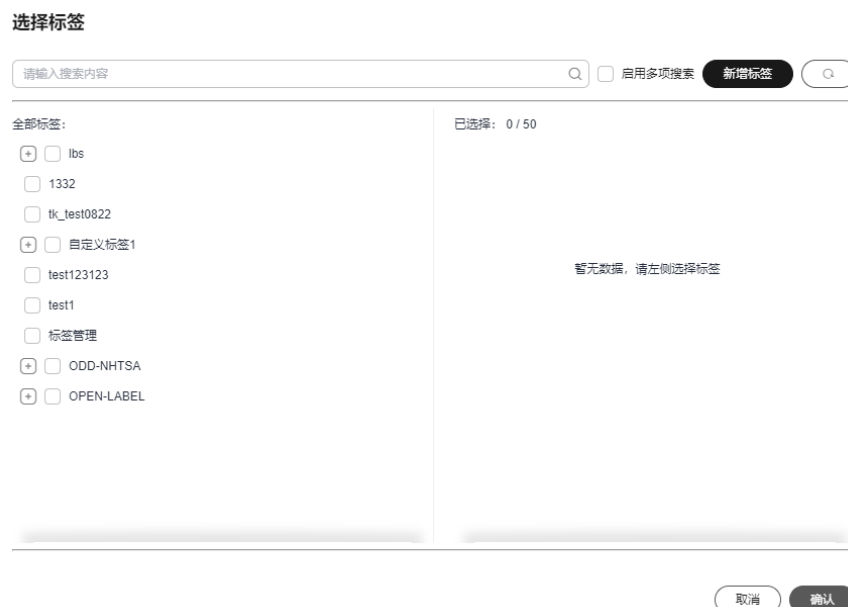 选择标签
请输入搜索内容 启用多项搜索 新增标签
全部标签: 已选择: 0 / 50
lbs
1332
tk_test0822
自定义标签1
暂无数据，请左侧选择标签
test123123
test1
标签管理
ODD-NHTSA
OPEN-LABEL
取消 确认